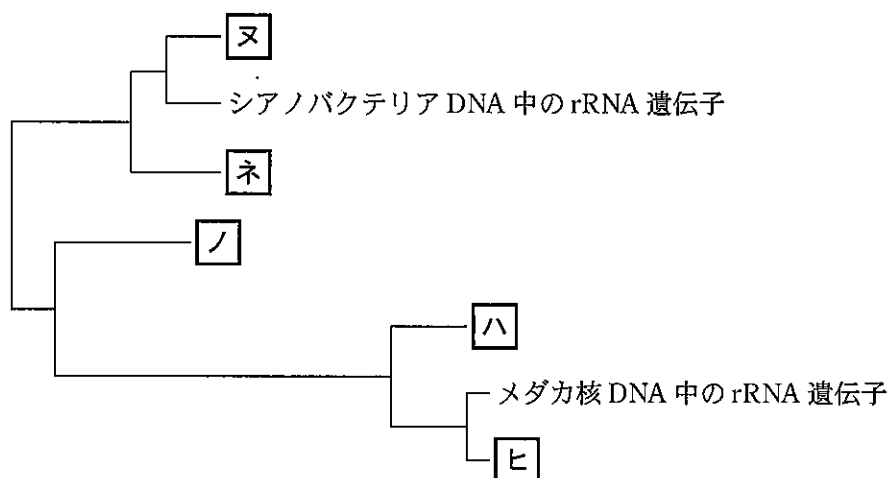 ヌ
シアノバクテリア DNA 中の rRNA 遺伝子
ネ
ノ
ハ
メダカ核 DNA 中の rRNA 遺伝子
ヒ